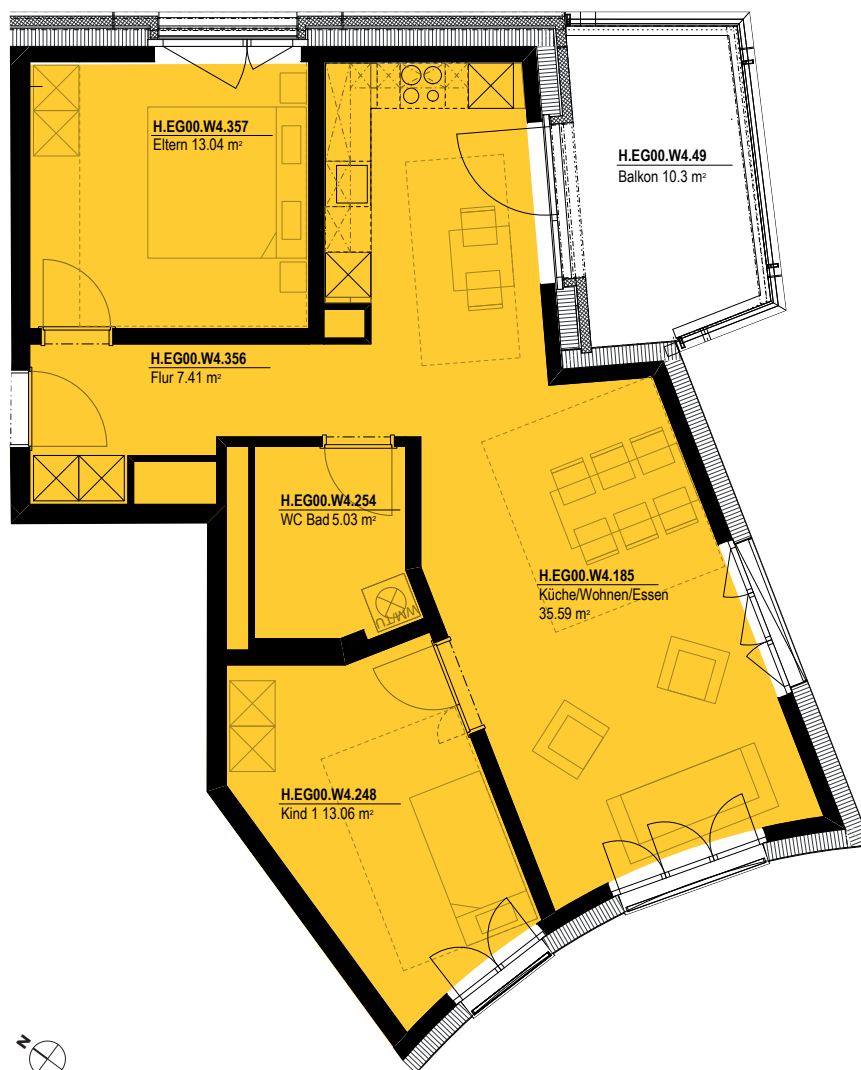 H.EG00.W4.357
Eltern 13.04 m²
H.EG00.W4.49
Balkon 10.3 m²
H.EG00.W4.356
Flur 7.41 m²
H.EG00.W4.254
WC Bad 5.03 m²
H.EG00.W4.185
Küche/Wohnen/Essen
35.59 m²
WM/TU
H.EG00.W4.248
Kind 1 13.06 m²
N